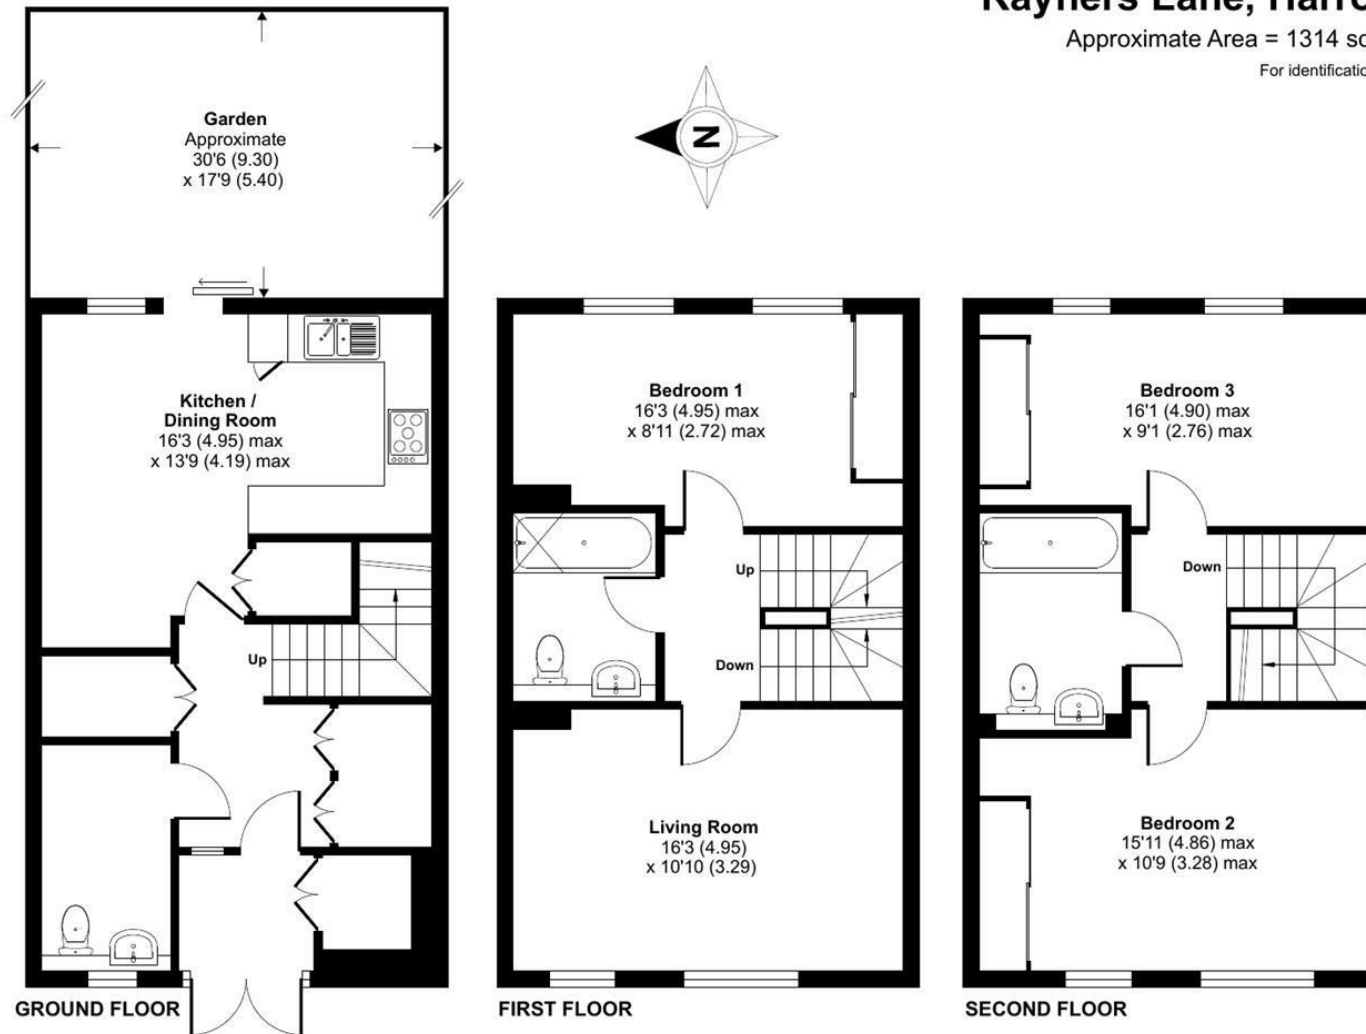 Rayners Lane,
Approximate Area = 1314
For
Garden
Approximate
30'6 (9.30)
x 17'9 (5.40)
N
Kitchen /
Dining Room
16'3 (4.95) max
x 13'9 (4.19) max
Up
GROUND FLOOR
Bedroom 1
16'3 (4.95) max
x 8'11 (2.72) max
Up
Down
Living Room
16'3 (4.95)
x 10'10 (3.29)
FIRST FLOOR
Bedroom 3
16'1 (4.90) max
x 9'1 (2.76) max
Down
Bedroom 2
15'11 (4.86) max
x 10'9 (3.28) max
SECOND FLOOR